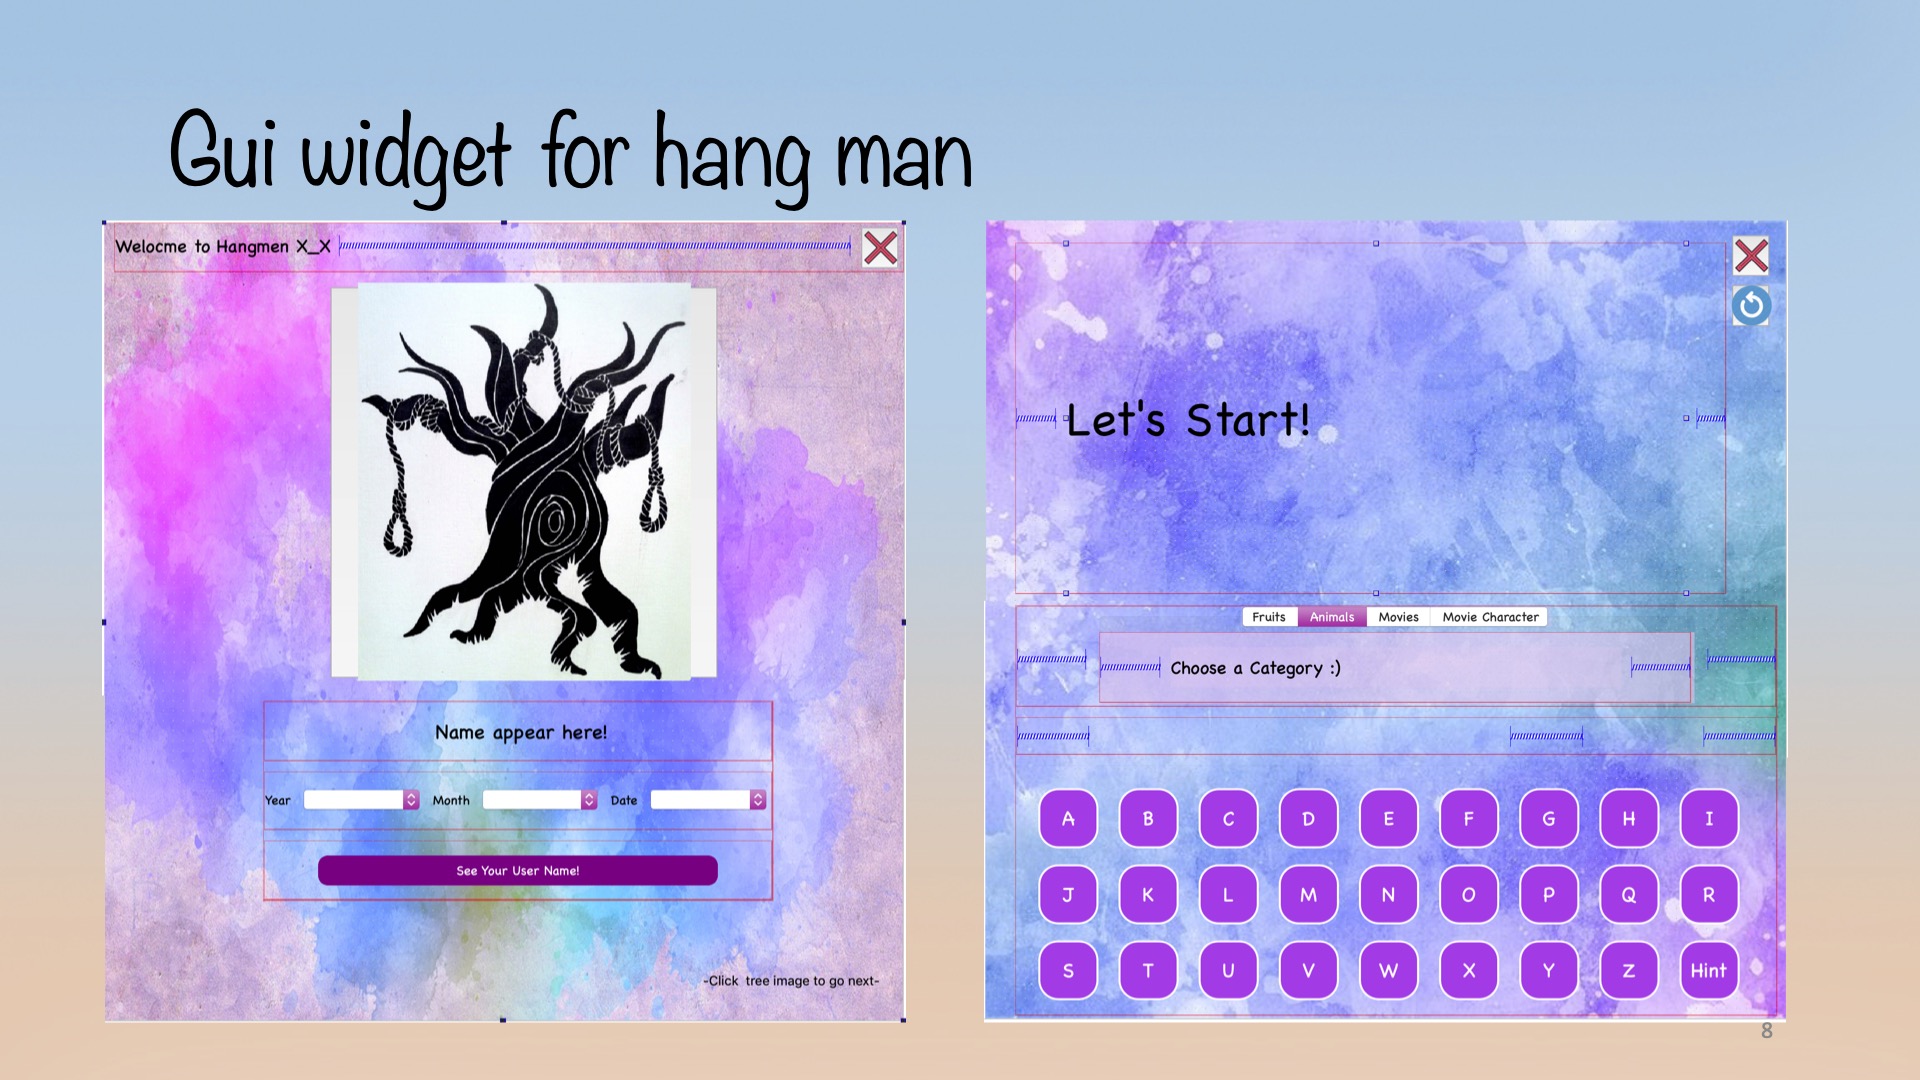 Gui widget for hang man
Welocme to Hangmen X_X
Name appear here!
Year Month Date
See Your User Name!
-Click tree image to go next-
Let's Start!
Fruits Animals Movies Movie Character
Choose a Category :)
A B C D E F G H I
J K L M N O P Q R
S T U V W X Y Z Hint
8